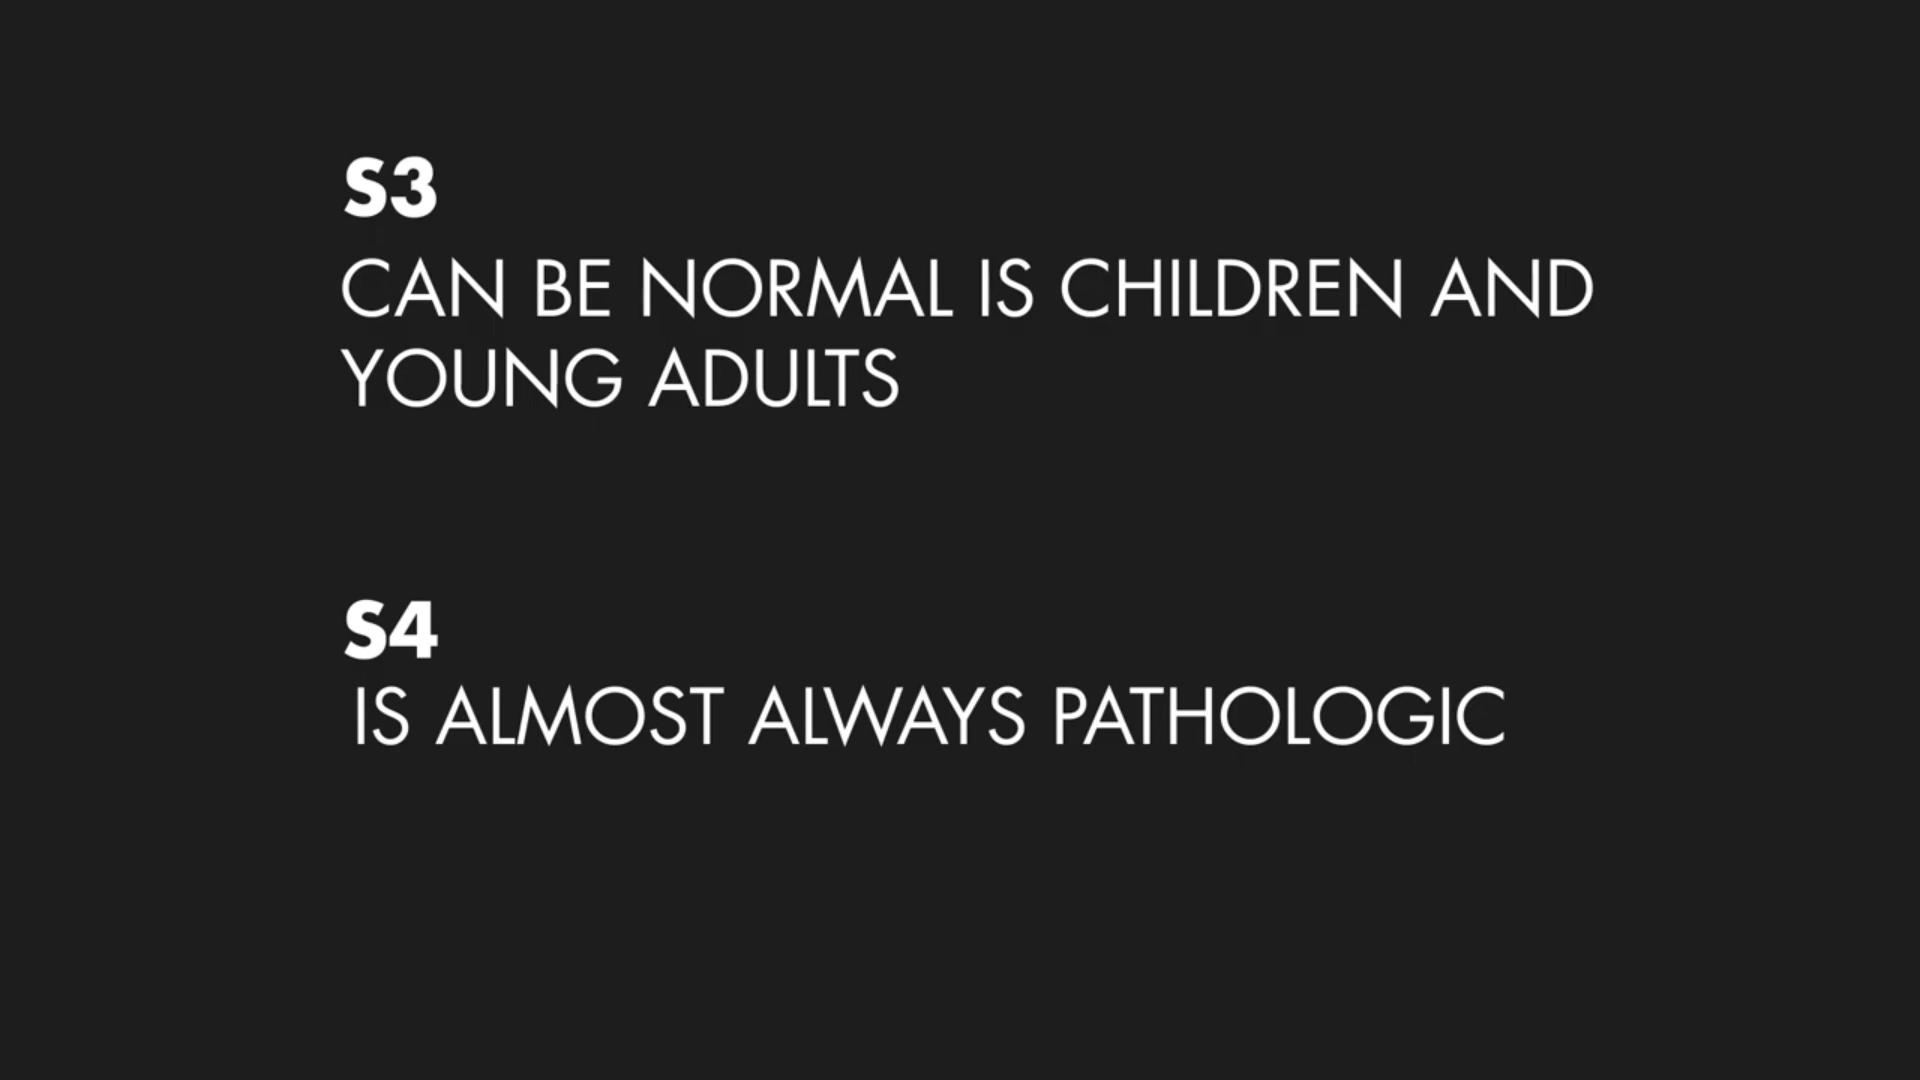 S3
CAN BE NORMAL IS CHILDREN AND
YOUNG ADULTS
S4
IS ALMOST ALWAYS PATHOLOGIC